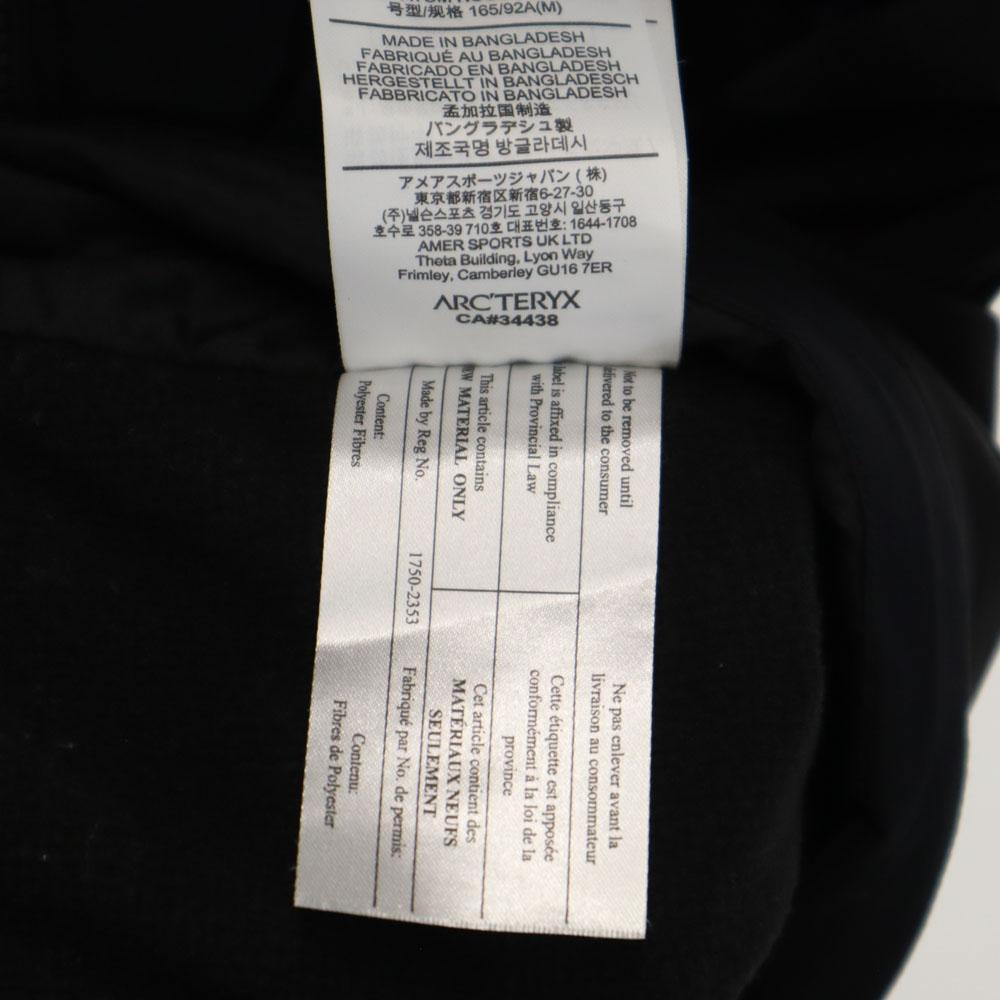 号型/规格 165/92A(M)
MADE IN BANGLADESH
FABRIQUÉ AU BANGLADESH
FABRICADO EN BANGLADESH
HERGESTELLT IN BANGLADESCH
FABBRICATO IN BANGLADESH
孟加拉国制造
バングラデシュ製
제조국명 방글라데시
アメアスポーツジャパン (株)
東京都新宿区新宿6-27-30
(주)넬슨스포츠 경기도 고양시 일산동구
호수로 358-39 710호 대표번호: 1644-1708
AMER SPORTS UK LTD
Theta Building, Lyon Way
Frimley, Camberley GU16 7ER
ARC'TERYX
CA#34438
Not to be removed until
delivered to the consumer
Ne pas enlever avant la
livraison au consommateur
label is affixed in compliance
with Provincial Law
Cette étiquette est apposée
conformément à la loi de la
province
This article contains
MATERIAL ONLY
Cet article contient des
MATÉRIAUX NEUFS
SEULEMENT
Made by Reg No. 1750-2353 Fabriqué par No. de permis:
Content:
Polyester Fibres
Contenu:
Fibres de Polyester